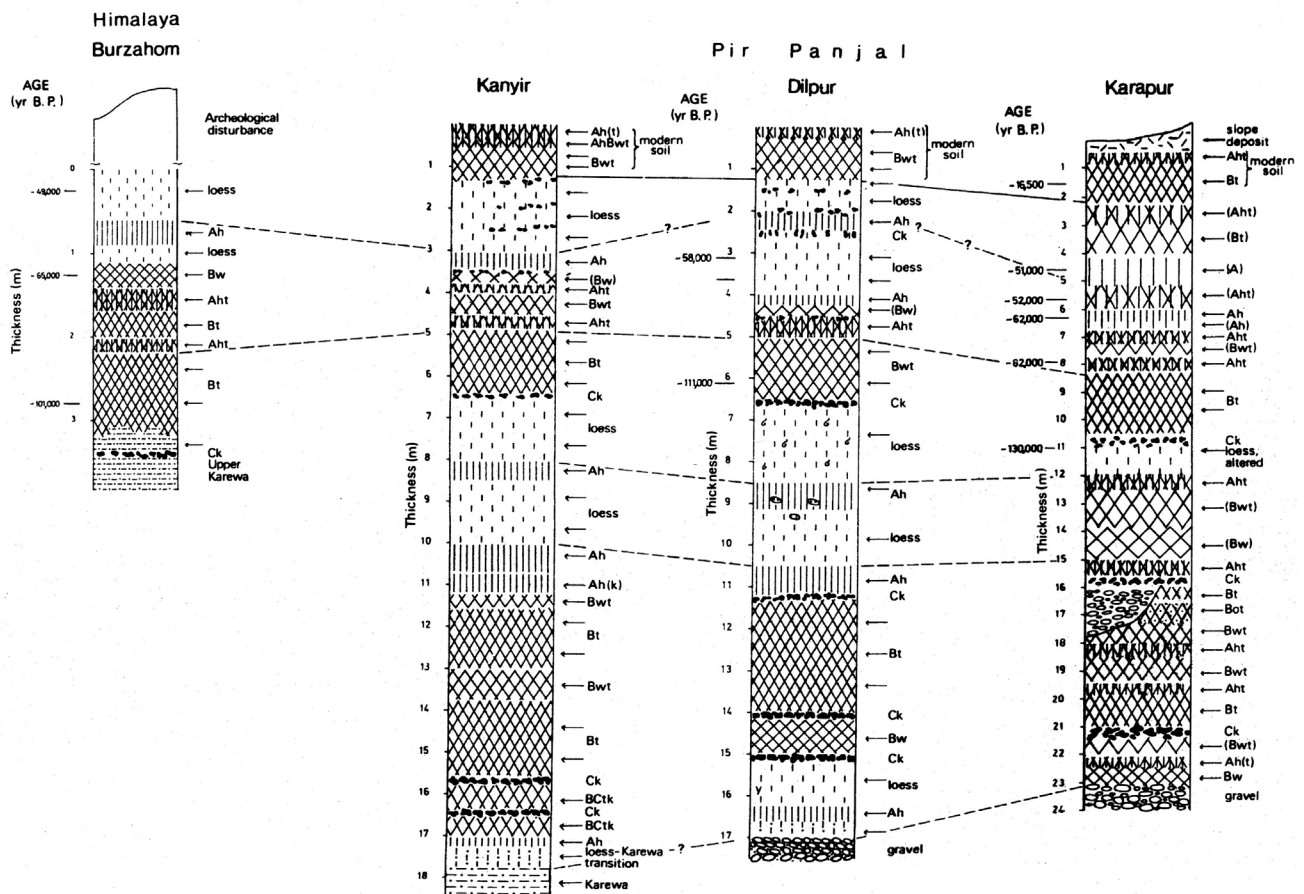 Himalaya
Burzahom
AGE
(yr B.P.)
Archeological
disturbance
Thickness (m)
0
1
2
3
-49,000
-65,000
-101,000
loess
Ah
loess
Bw
Aht
Bt
Aht
Bt
Ck
Upper
Karewa
Pir Panjal
Kanyir
Thickness (m)
1
2
3
4
5
6
7
8
9
10
11
12
13
14
15
16
17
18
Ah(t)
AhBwt
Bwt
modern
soil
loess
Ah
(Bw)
Aht
Bwt
Aht
Bt
Ck
loess
Ah
loess
Ah
Ah(k)
Bwt
Bt
Bwt
Bt
Ck
BCtk
Ck
BCtk
Ah
loess-Karewa
transition
Karewa
?
?
Dilpur
AGE
(yr B.P.)
-58,000
-111,000
Thickness (m)
1
2
3
4
5
6
7
8
9
10
11
12
13
14
15
16
17
Ah(t)
Bwt
modern
soil
loess
Ah
Ck
loess
Ah
(Bw)
Aht
Bwt
Ck
loess
Ah
loess
Ah
Ck
Bt
Ck
Bw
Ck
loess
y
Ah
gravel
?
?
Karapur
AGE
(yr B.P.)
-16,500
-51,000
-52,000
-62,000
-62,000
-130,000
Thickness (m)
1
2
3
4
5
6
7
8
9
10
11
12
13
14
15
16
17
18
19
20
21
22
23
24
slope
deposit
Aht
modern
soil
Bt
(Aht)
(Bt)
(A)
(Aht)
Ah
(Ah)
Aht
(Bwt)
Aht
Bt
Ck
loess,
altered
Aht
(Bwt)
(Bw)
Aht
Ck
Bt
Bot
Bwt
Aht
Bwt
Aht
Bt
Ck
(Bwt)
Ah(t)
Bw
gravel